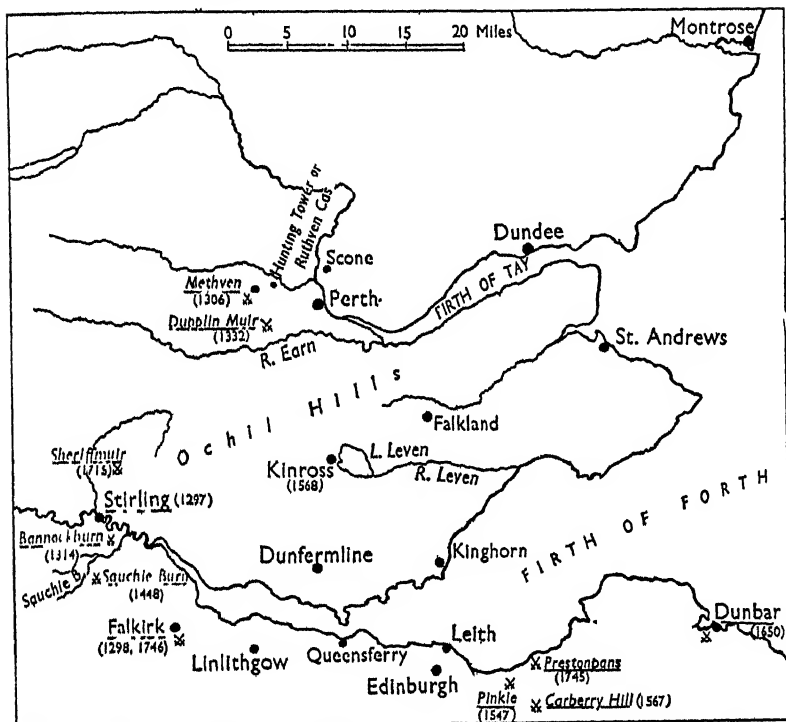 0 5 10 15 20 Miles
Montrose
Hunting Tower or
Ruthven Cas
Scone
Dundee
Methven
(1306)
Perth
FIRTH OF TAY
Dupplin Muir
(1332)
R. Earn
St. Andrews
Ochil Hills
Falkland
Sheriffmuir
(1715)
L. Leven
Kinross
(1568)
R. Leven
Stirling (1297)
FIRTH OF FORTH
Bannockburn
(1314)
Dunfermline
Kinghorn
Sauchie B.
Sauchie Burn
(1448)
Falkirk
(1298, 1746)
Linlithgow
Queensferry
Leith
Edinburgh
Dunbar
(1650)
Prestonpans
(1745)
Pinkie
(1547)
Carberry Hill (1567)